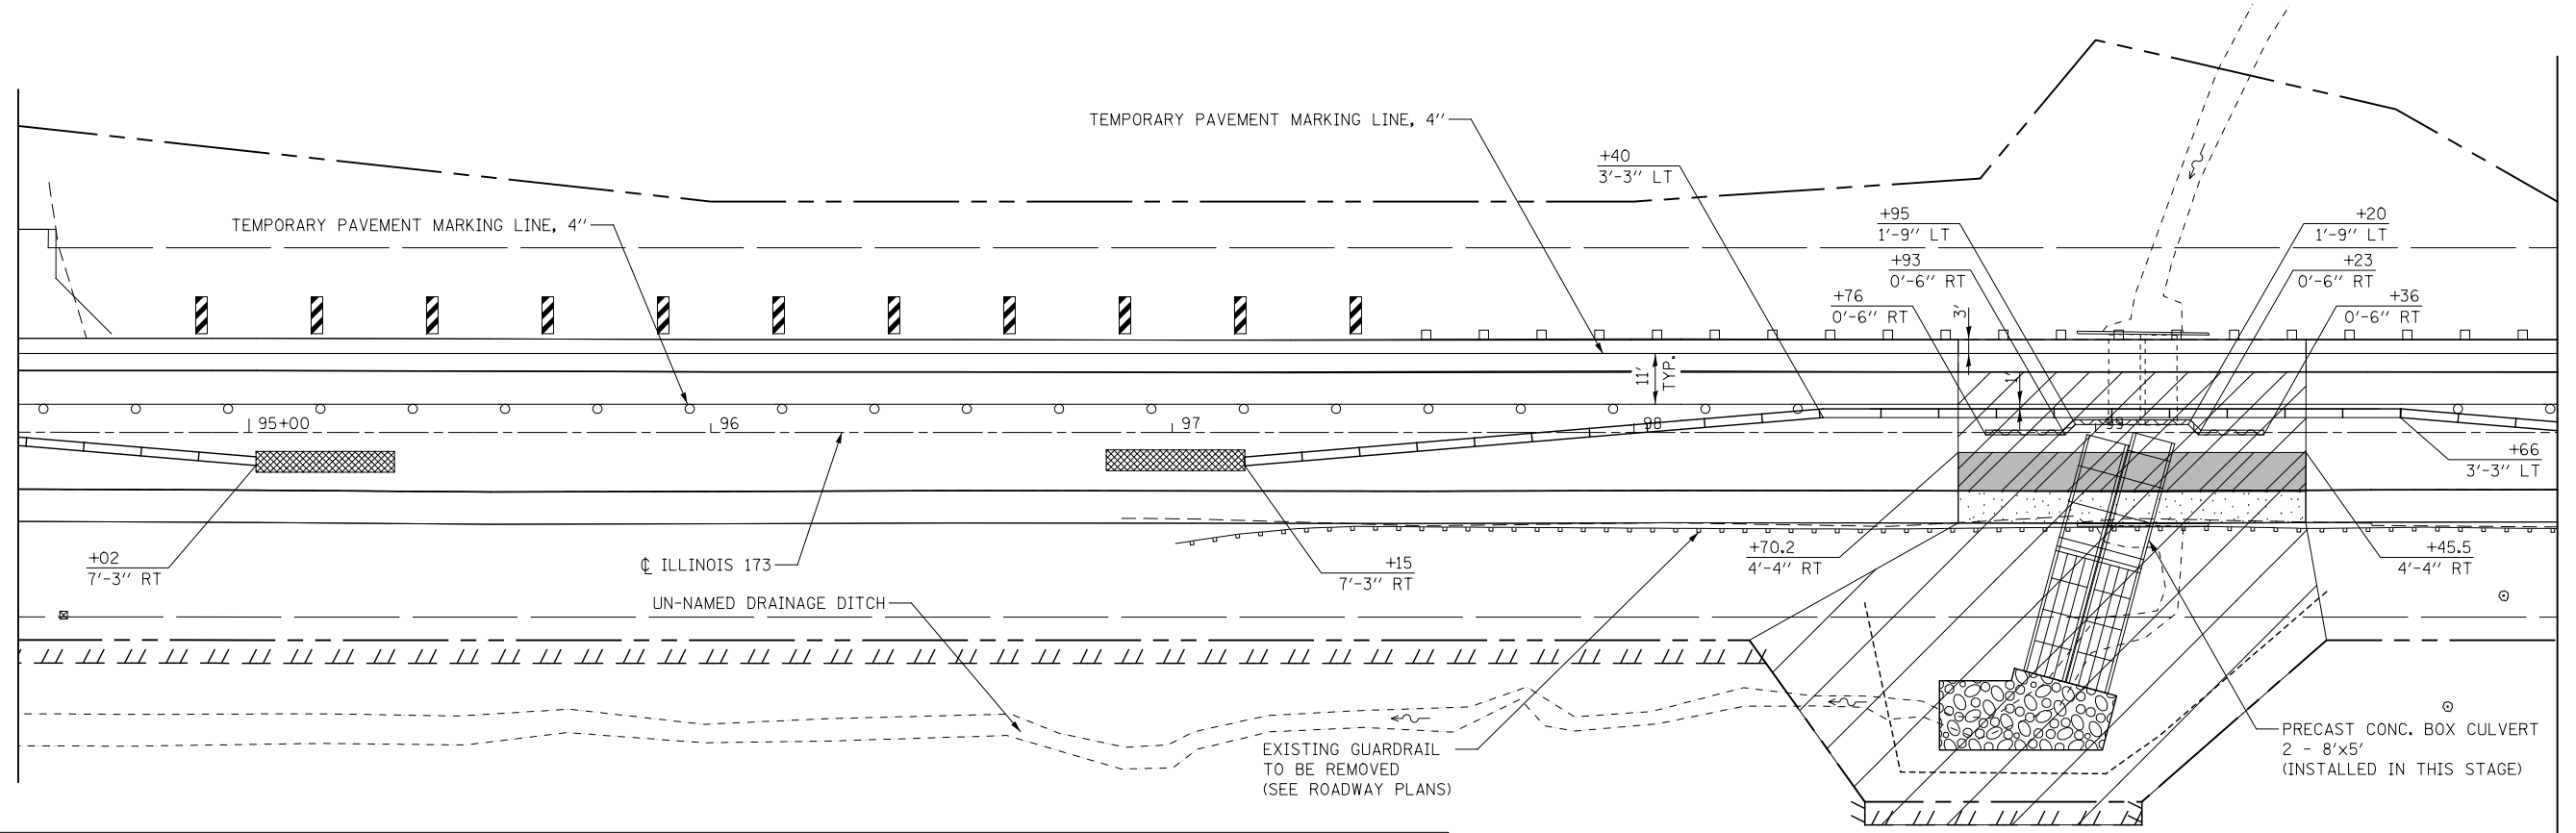 TEMPORARY PAVEMENT MARKING LINE, 4"
+40
3'-3" LT
TEMPORARY PAVEMENT MARKING LINE, 4"
+95
1'-9" LT
+20
1'-9" LT
+93
0'-6" RT
+23
0'-6" RT
+76
0'-6" RT
+36
0'-6" RT
3'
11'
TYP.
1'
95+00
96
97
98
99
+66
3'-3" LT
+02
7'-3" RT
℄ ILLINOIS 173
+15
7'-3" RT
+70.2
4'-4" RT
+45.5
4'-4" RT
UN-NAMED DRAINAGE DITCH
EXISTING GUARDRAIL
TO BE REMOVED
(SEE ROADWAY PLANS)
PRECAST CONC. BOX CULVERT
2 - 8'x5'
(INSTALLED IN THIS STAGE)